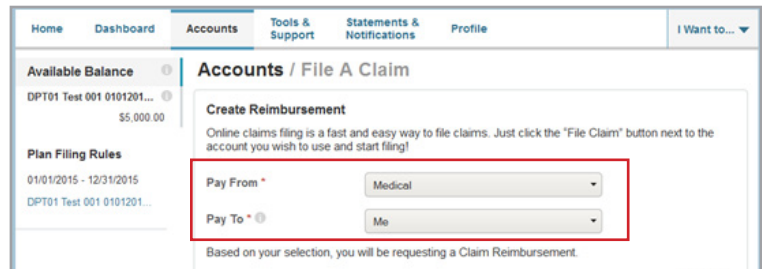 Home Dashboard Accounts Tools & Support Statements & Notifications Profile I Want to...
Available Balance
DPT01 Test 001 0101201...
$5,000.00
Plan Filing Rules
01/01/2015 - 12/31/2015
DPT01 Test 001 0101201...
Accounts / File A Claim
Create Reimbursement
Online claims filing is a fast and easy way to file claims. Just click the "File Claim" button next to the
account you wish to use and start filing!
Pay From * Medical
Pay To * Me
Based on your selection, you will be requesting a Claim Reimbursement.